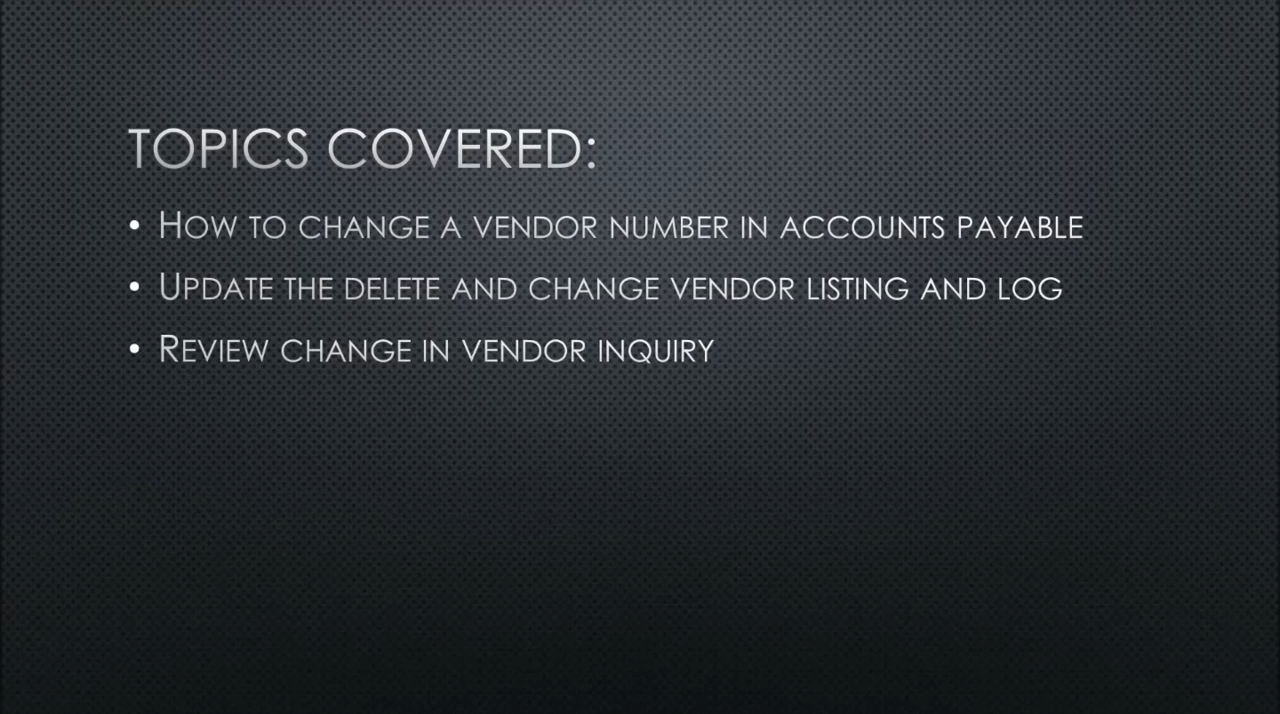 TOPICS COVERED:
• HOW TO CHANGE A VENDOR NUMBER IN ACCOUNTS PAYABLE
• UPDATE THE DELETE AND CHANGE VENDOR LISTING AND LOG
• REVIEW CHANGE IN VENDOR INQUIRY